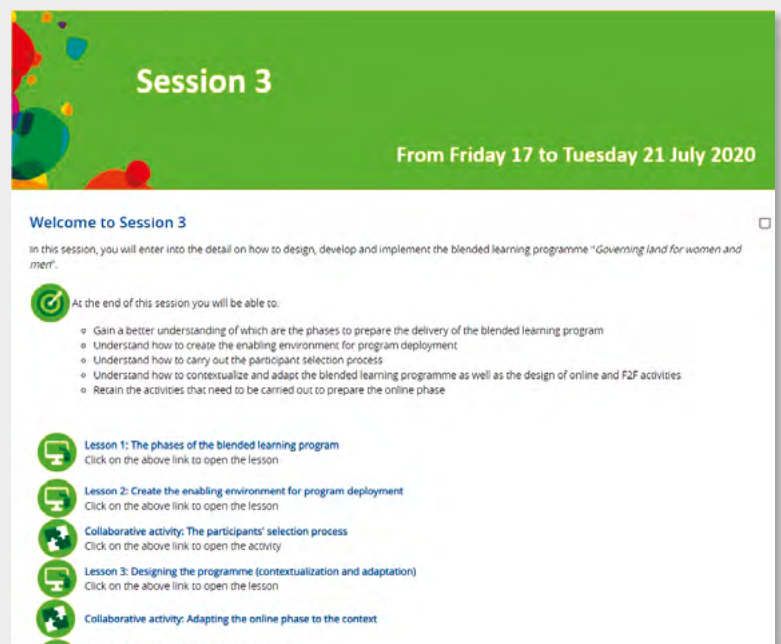 Session 3
From Friday 17 to Tuesday 21 July 2020
Welcome to Session 3
In this session, you will enter into the detail on how to design, develop and implement the blended learning programme "Governing land for women and
men".
At the end of this session you will be able to:
Gain a better understanding of which are the phases to prepare the delivery of the blended learning program
Understand how to create the enabling environment for program deployment
Understand how to carry out the participant selection process
Understand how to contextualize and adapt the blended learning programme as well as the design of online and F2F activities
Retain the activities that need to be carried out to prepare the online phase
Lesson 1: The phases of the blended learning program
Click on the above link to open the lesson
Lesson 2: Create the enabling environment for program deployment
Click on the above link to open the lesson
Collaborative activity: The participants' selection process
Click on the above link to open the activity
Lesson 3: Designing the programme (contextualization and adaptation)
Click on the above link to open the lesson
Collaborative activity: Adapting the online phase to the context